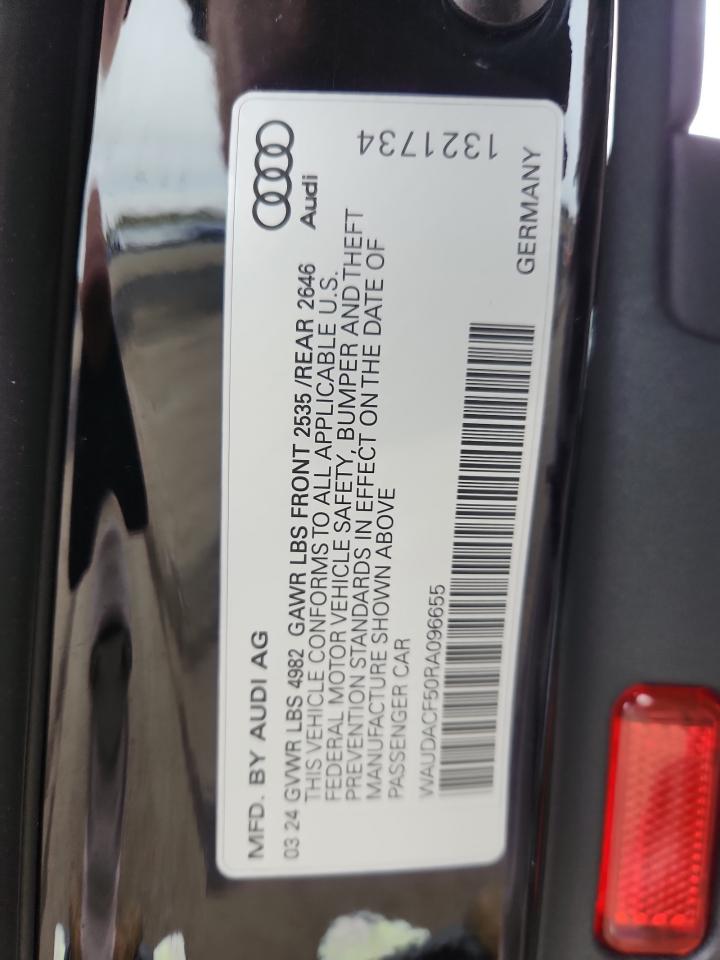 MFD. BY AUDI AG
03 24 GVWR LBS 4982 GAWR LBS FRONT 2535 /REAR 2646
THIS VEHICLE CONFORMS TO ALL APPLICABLE U.S.
FEDERAL MOTOR VEHICLE SAFETY, BUMPER AND THEFT
PREVENTION STANDARDS IN EFFECT ON THE DATE OF
MANUFACTURE SHOWN ABOVE
PASSENGER CAR
WAUDACF50RA096655
Audi
1321734
GERMANY